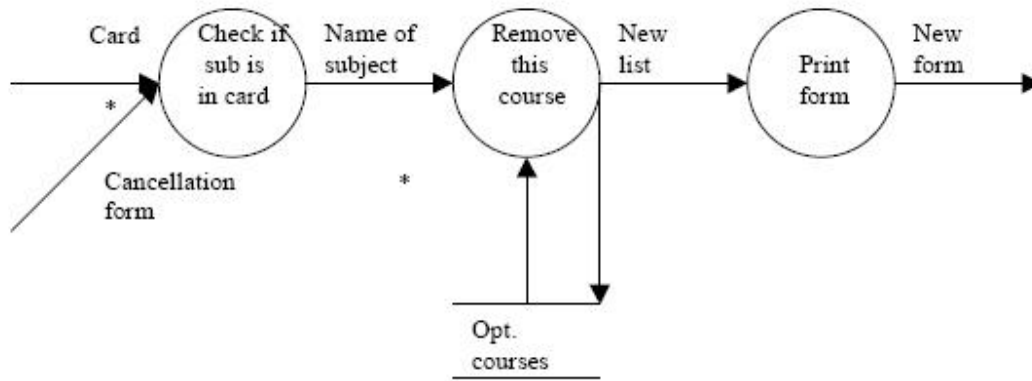 Card
*
Cancellation
form
Check if
sub is
in card
Name of
subject
*
Remove
this
course
New
list
Opt.
courses
Print
form
New
form